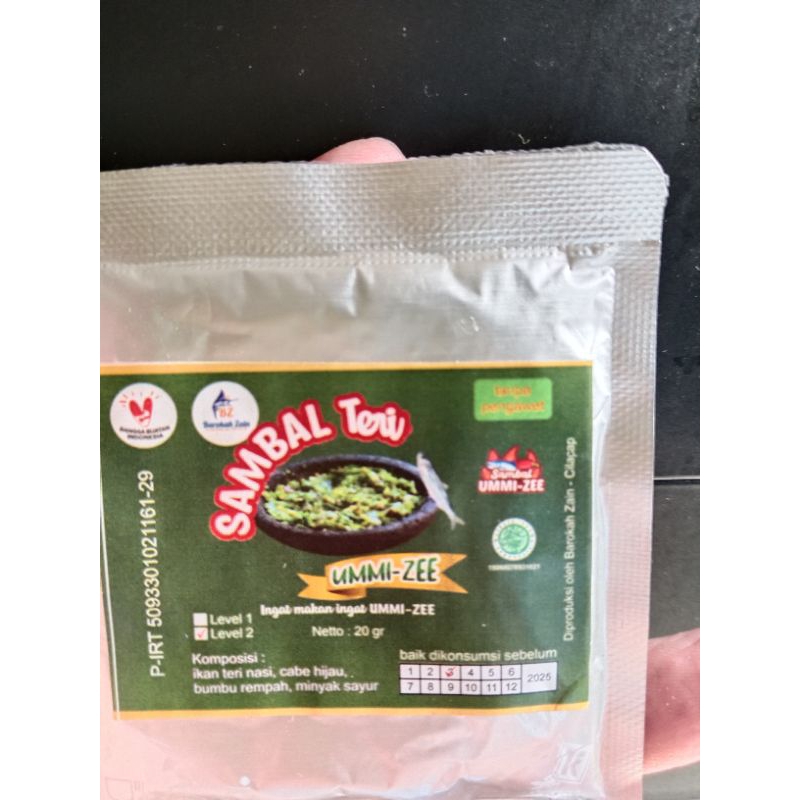 BANGGA BUATAN
INDONESIA
BZ
Barokah Zain
SAMBAL Teri
tanpa
pengawet
Sambal
UMMI-ZEE
UMMI-ZEE
Ingat makan ingat UMMI-ZEE
Level 1
Level 2
Netto : 20 gr
Komposisi :
ikan teri nasi, cabe hijau,
bumbu rempah, minyak sayur
baik dikonsumsi sebelum
1 2 3 4 5 6
7 8 9 10 11 12
2025
P-IRT 5093301021161-29
Diproduksi oleh Barokah Zain - Cilacap